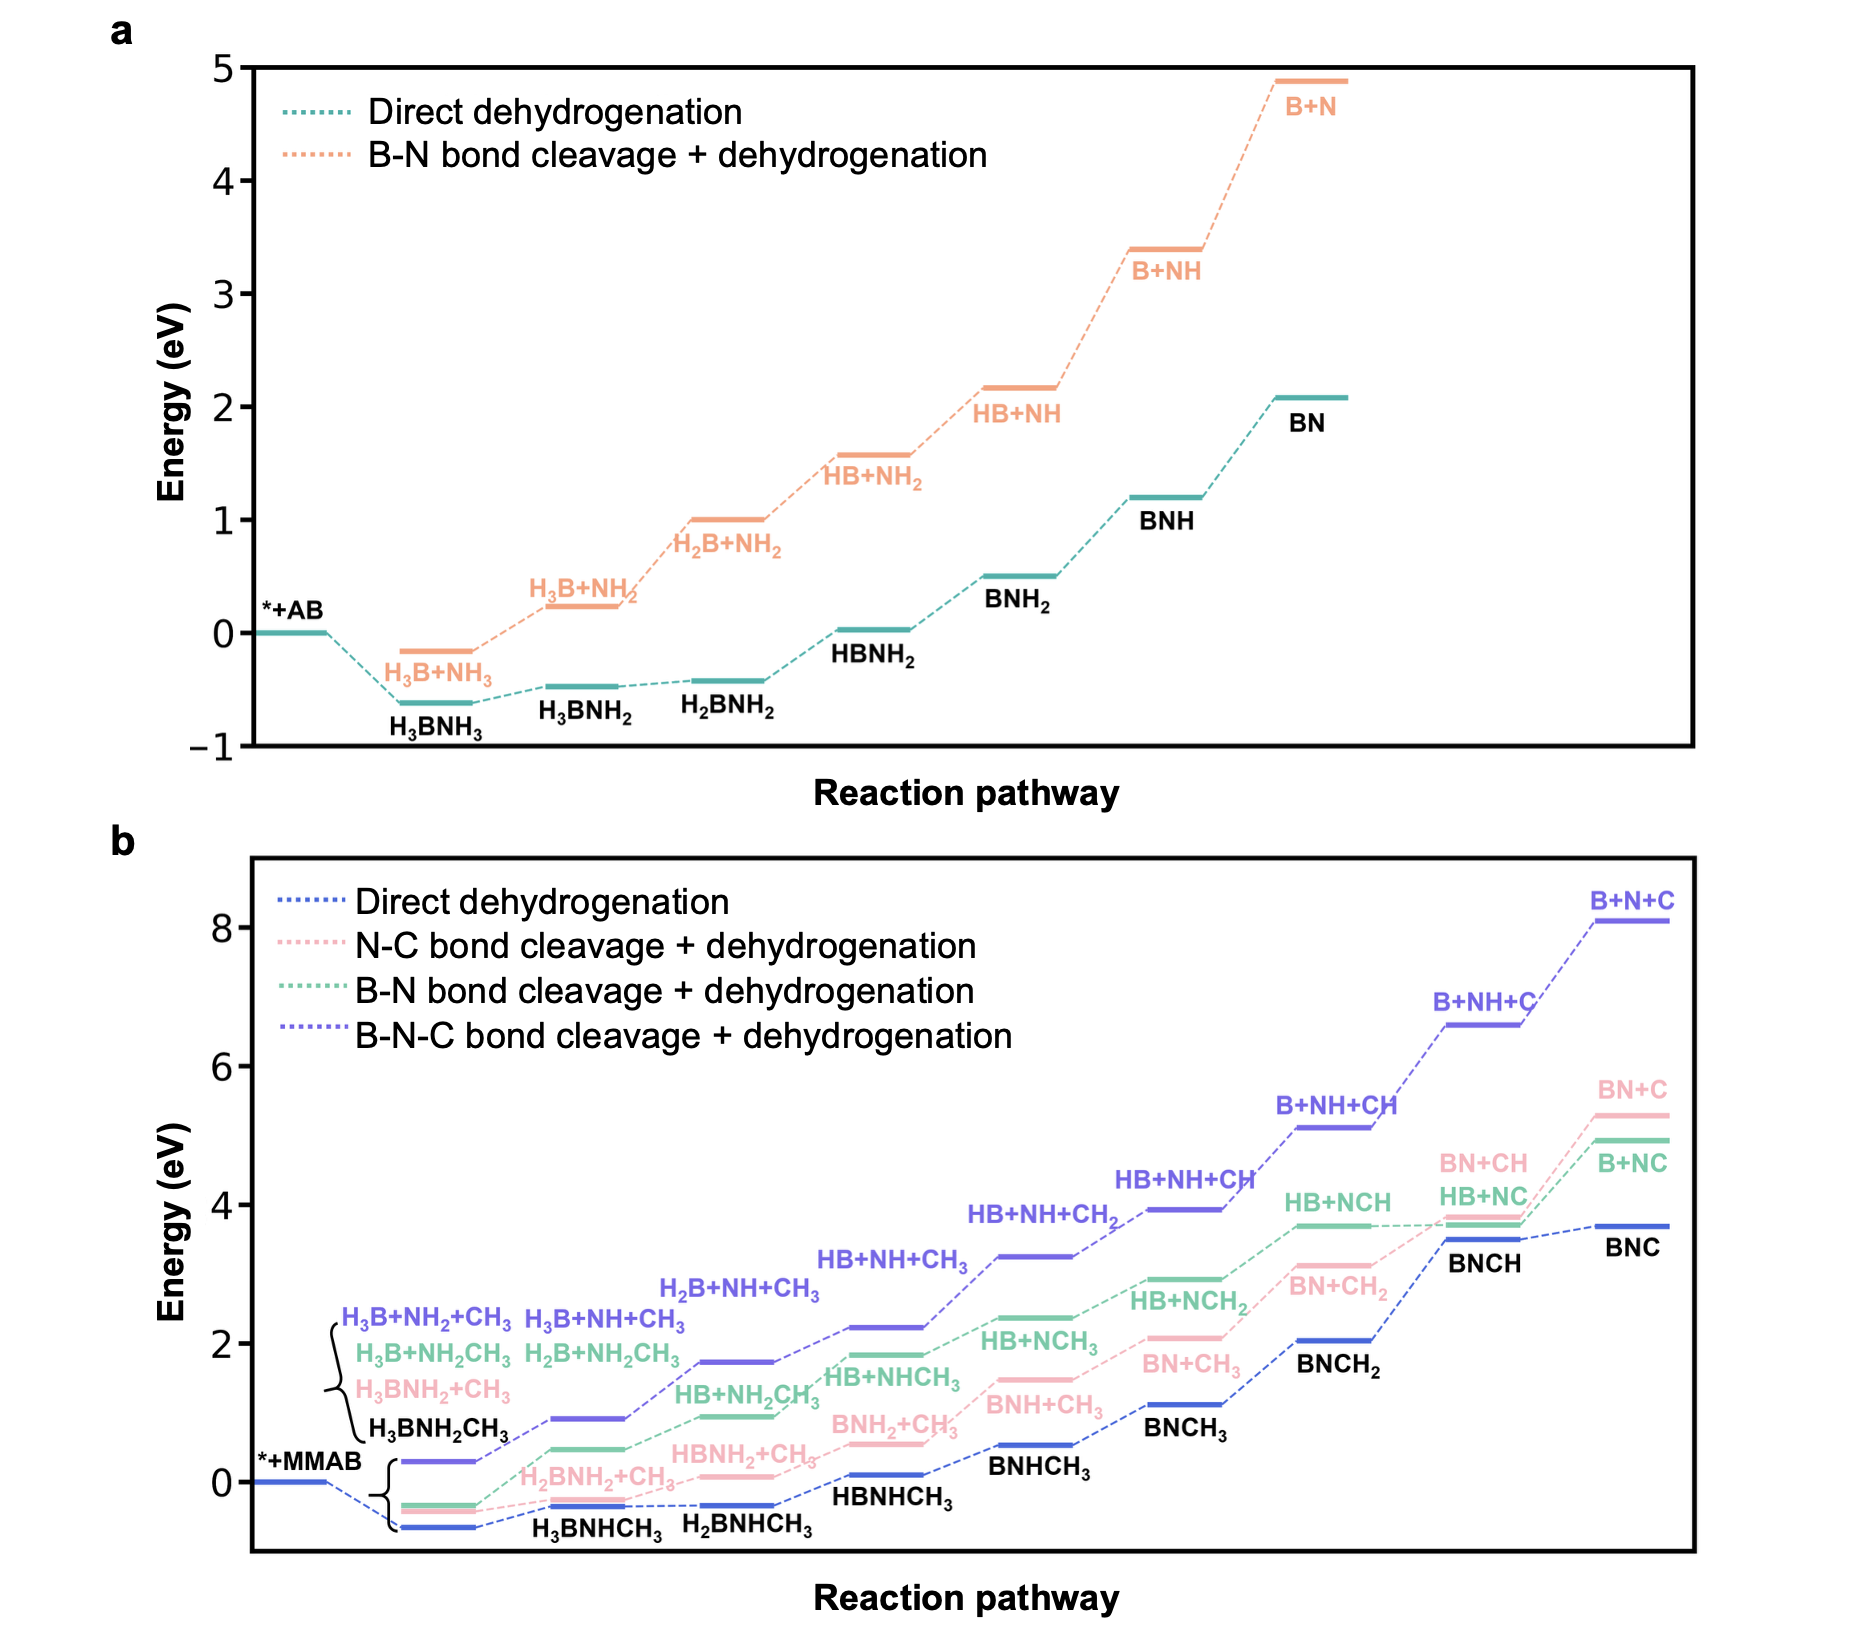 a
5
Direct dehydrogenation
B-N bond cleavage + dehydrogenation
B+N
4
3
B+NH
Energy (eV)
2
HB+NH
BN
HB+NH₂
1
BNH
H₂B+NH₂
H₃B+NH₂
BNH₂
*+AB
0
HBNH₂
H₃B+NH₃
H₃BNH₂
H₂BNH₂
H₃BNH₃
−1
Reaction pathway
b
Direct dehydrogenation
B+N+C
8
N-C bond cleavage + dehydrogenation
B-N bond cleavage + dehydrogenation
B+NH+C
B-N-C bond cleavage + dehydrogenation
6
BN+C
B+NH+CH
Energy (eV)
BN+CH
B+NC
HB+NH+CH
HB+NCH
HB+NC
4
HB+NH+CH₂
BNC
HB+NH+CH₃
BNCH
H₂B+NH+CH₃
BN+CH₂
HB+NCH₂
H₃B+NH₂+CH₃
H₃B+NH+CH₃
2
HB+NCH₃
H₃B+NH₂CH₃
H₂B+NH₂CH₃
BN+CH₃
BNCH₂
HB+NHCH₃
H₃BNH₂+CH₃
HB+NH₂CH₃
BNH+CH₃
H₃BNH₂CH₃
BNH₂+CH₃
BNCH₃
*+MMAB
HBNH₂+CH₃
BNHCH₃
0
H₂BNH₂+CH₃
HBNHCH₃
H₃BNHCH₃
H₂BNHCH₃
Reaction pathway